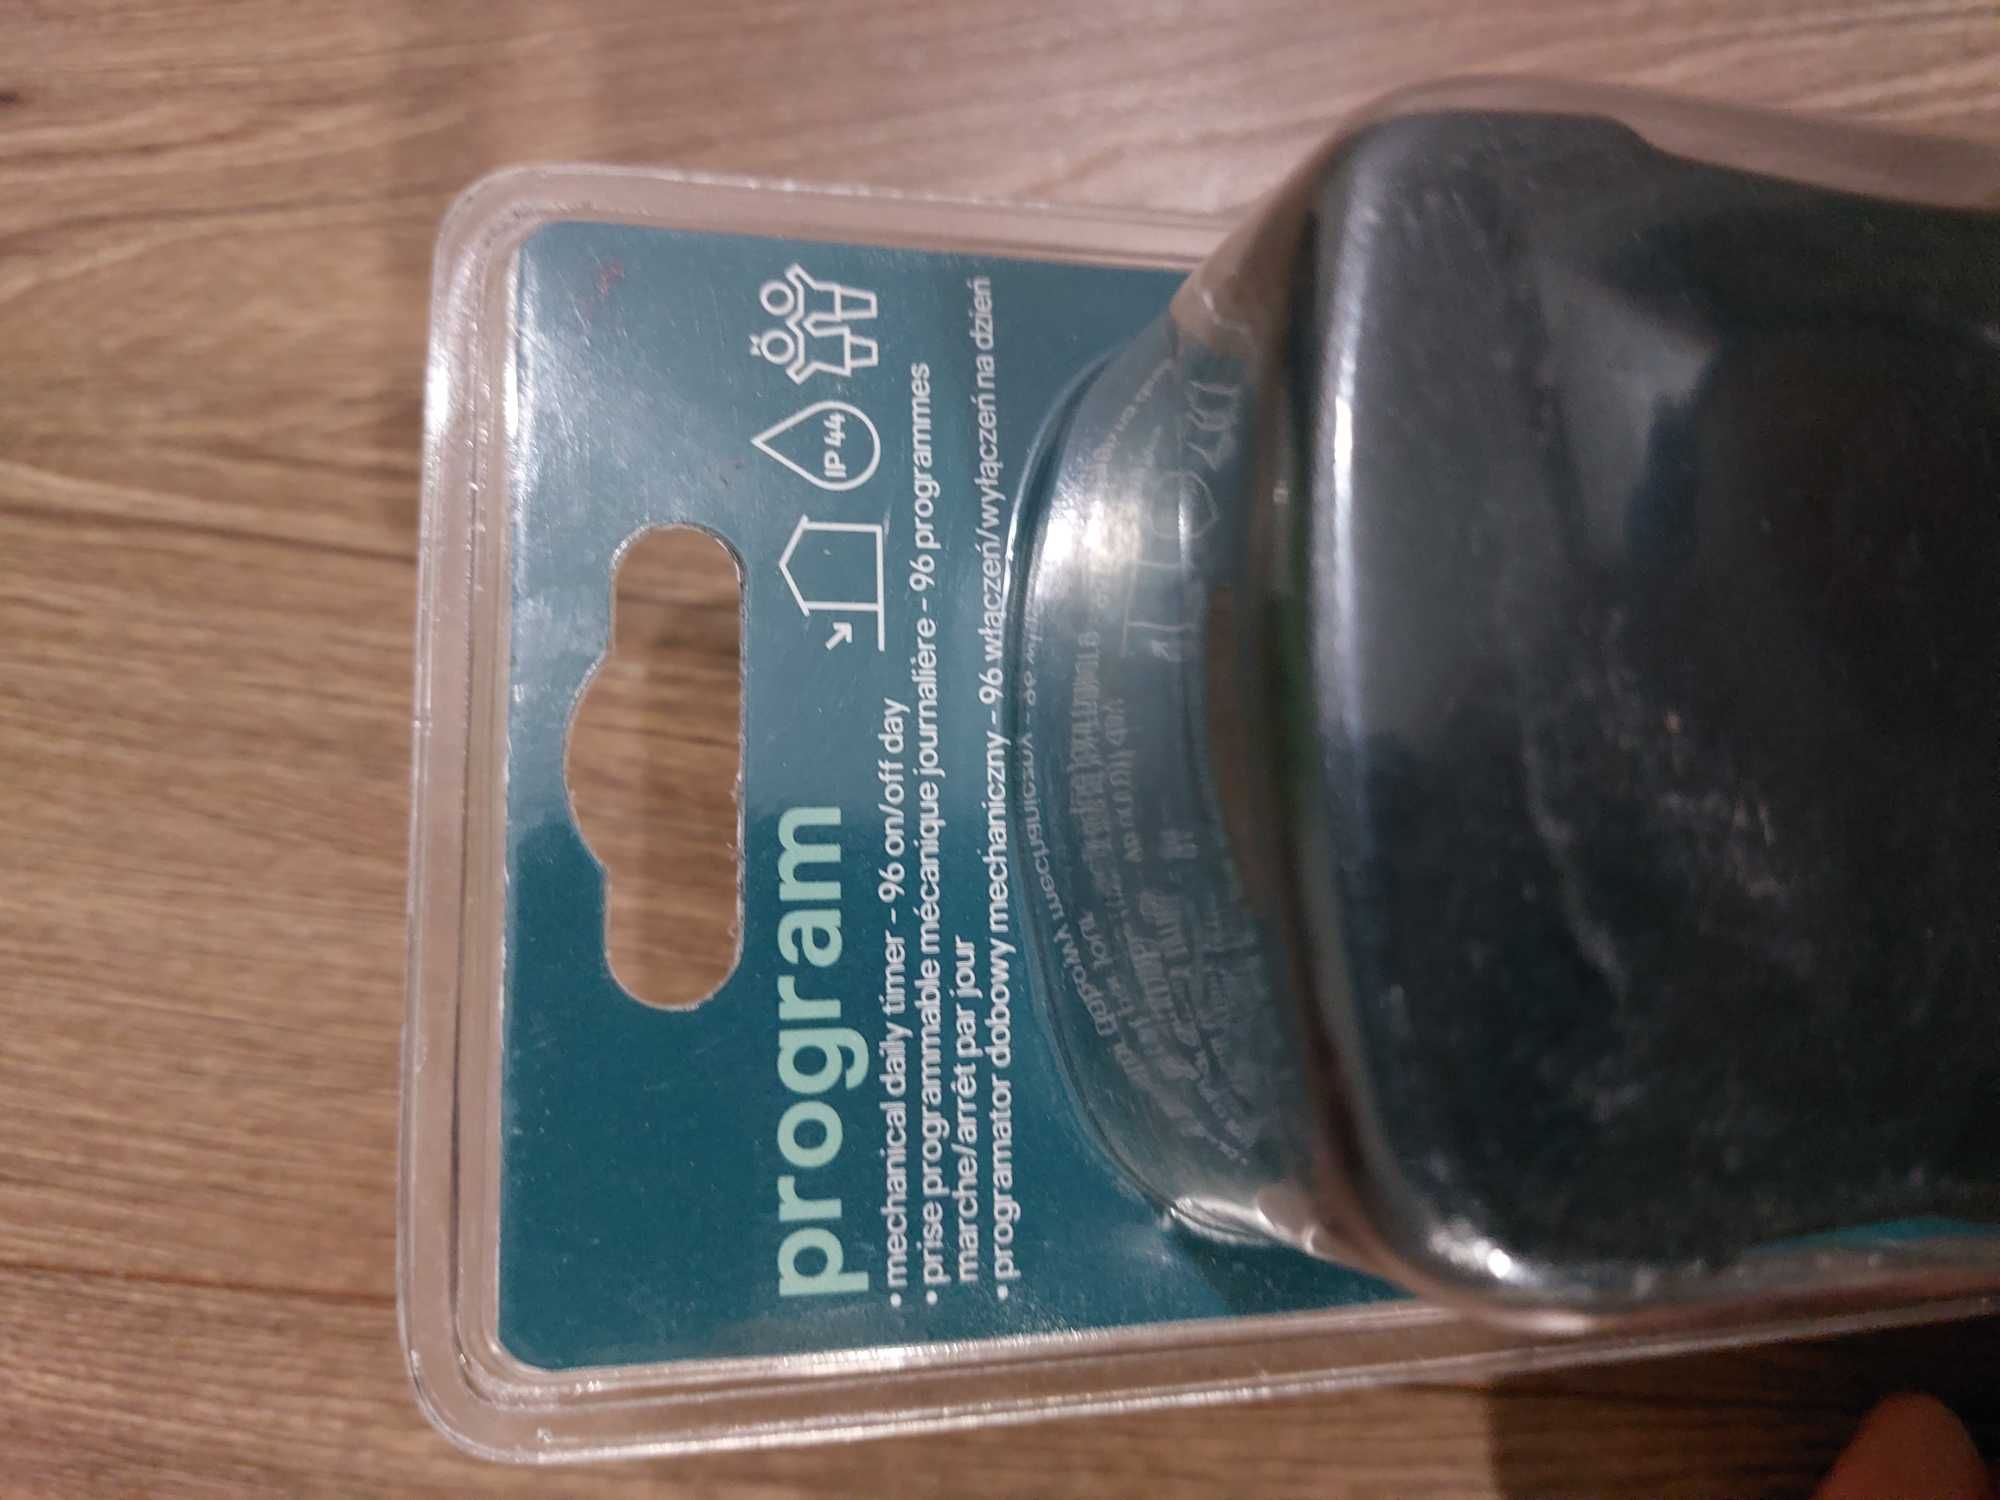 program
• mechanical daily timer - 96 on/off day
• prise programmable mécanique journalière - 96 programmes
marche/arrêt par jour
• programator dobowy mechaniczny - 96 włączeń/wyłączeń na dzień
IP 44